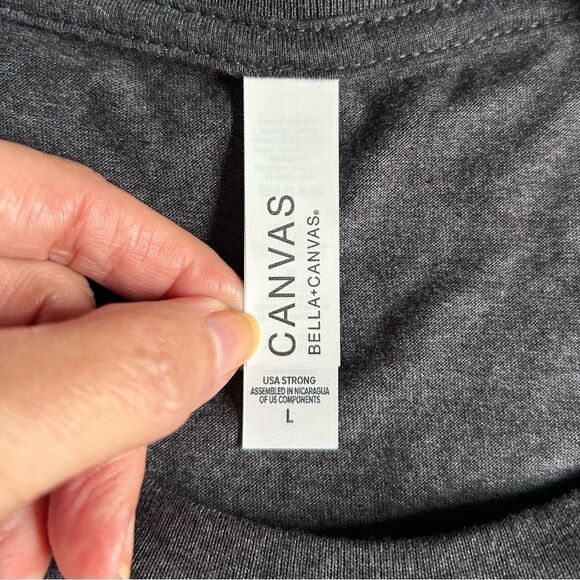 CANVAS
BELLA+CANVAS®
USA STRONG
ASSEMBLED IN NICARAGUA
OF US COMPONENTS
L